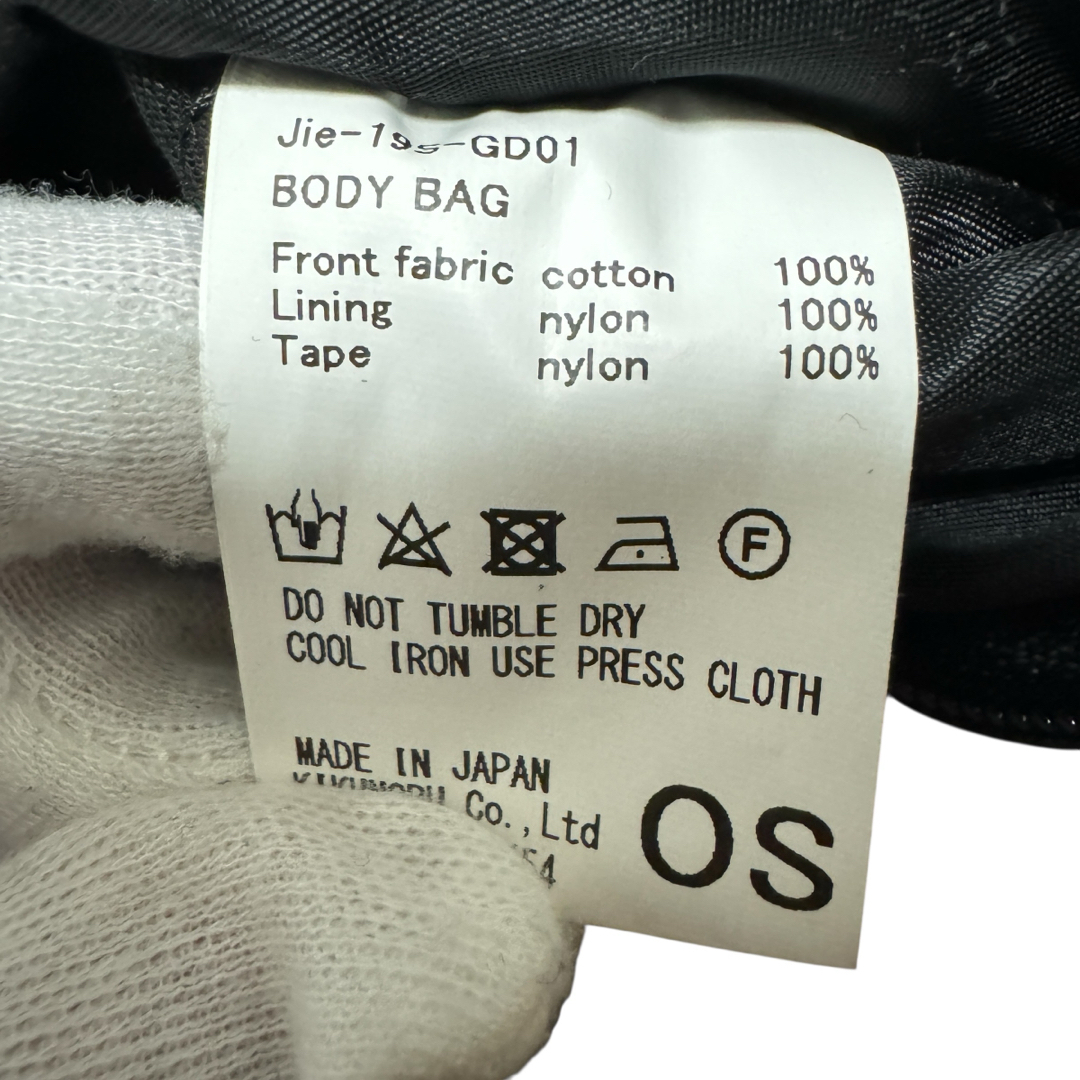 BODY BAG
Front fabric cotton 100%
Lining nylon 100%
Tape nylon 100%
F
DO NOT TUMBLE DRY
COOL IRON USE PRESS CLOTH
MADE IN JAPAN
Co.,Ltd
OS